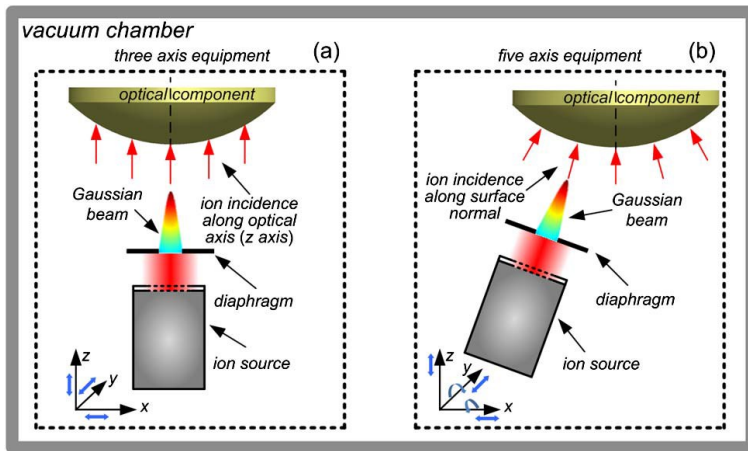 vacuum chamber
three axis equipment
(a)
optical component
Gaussian
beam
ion incidence
along optical
axis (z axis)
diaphragm
ion source
z
y
x
five axis equipment
(b)
optical component
ion incidence
along surface
normal
Gaussian
beam
diaphragm
ion source
z
y
x